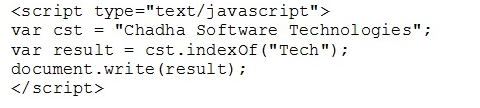 <script type="text/javascript">
var cst = "Chadha Software Technologies";
var result = cst.indexOf("Tech");
document.write(result);
</script>